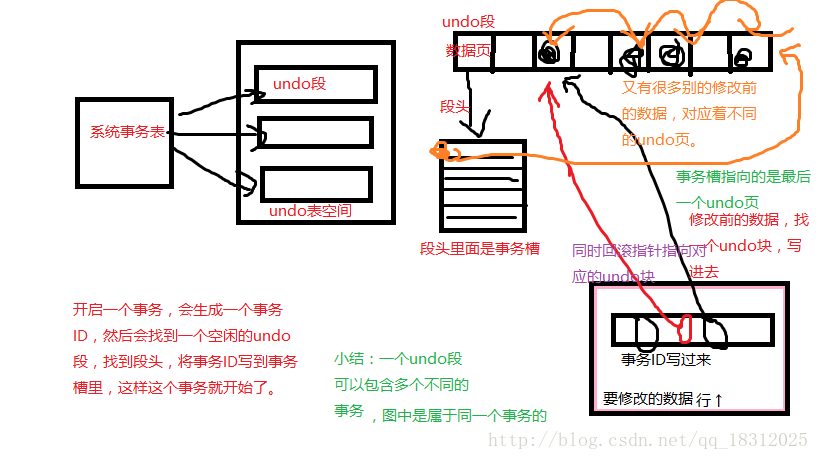 undo段
数据页
undo段
系统事务表
段头
又有很多别的修改前
的数据，对应着不同
的undo页。
事务槽指向的是最后
一个undo页
undo表空间
修改前的数据，找
一个undo块，写
进去
段头里面是事务槽
同时回滚指针指向对
应的undo块
开启一个事务，会生成一个事务
ID，然后会找到一个空闲的undo
段，找到段头，将事务ID写到事务
槽里，这样这个事务就开始了。
小结：一个undo段
可以包含多个不同的
事务，图中是属于同一个事务的
事务ID写过来
要修改的数据行↑
http://blog.csdn.net/qq_18312025